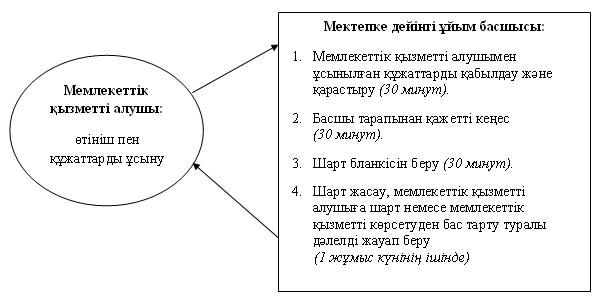 Мемлекеттік
қызметті алушы:
өтініш пен
құжаттарды ұсыну
Мектепке дейінгі ұйым басшысы:
1. Мемлекеттік қызметті алушымен
ұсынылған құжаттарды қабылдау және
қарастыру (30 минут).
2. Басшы тарапынан қажетті кеңес
(30 минут).
3. Шарт бланкісін беру (30 минут).
4. Шарт жасау, мемлекеттік қызметті
алушыға шарт немесе мемлекеттік
қызметті көрсетуден бас тарту туралы
дәлелді жауап беру
(1 жұмыс күнінің ішінде)